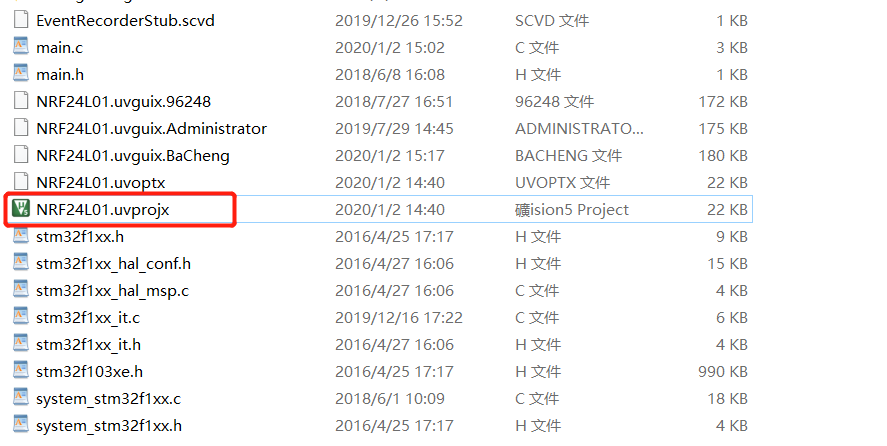 EventRecorderStub.scvd 2019/12/26 15:52 SCVD 文件 1 KB
main.c 2020/1/2 15:02 C 文件 3 KB
main.h 2018/6/8 16:08 H 文件 1 KB
NRF24L01.uvguix.96248 2018/7/27 16:51 96248 文件 172 KB
NRF24L01.uvguix.Administrator 2019/7/29 14:45 ADMINISTRATO... 175 KB
NRF24L01.uvguix.BaCheng 2020/1/2 15:17 BACHENG 文件 180 KB
NRF24L01.uvoptx 2020/1/2 14:40 UVOPTX 文件 22 KB
NRF24L01.uvprojx 2020/1/2 14:40 礦ision5 Project 22 KB
stm32f1xx.h 2016/4/25 17:17 H 文件 9 KB
stm32f1xx_hal_conf.h 2016/4/27 16:06 H 文件 15 KB
stm32f1xx_hal_msp.c 2016/4/27 16:06 C 文件 4 KB
stm32f1xx_it.c 2019/12/16 17:22 C 文件 6 KB
stm32f1xx_it.h 2016/4/27 16:06 H 文件 4 KB
stm32f103xe.h 2016/4/25 17:17 H 文件 990 KB
system_stm32f1xx.c 2018/6/1 10:09 C 文件 18 KB
system_stm32f1xx.h 2016/4/25 17:17 H 文件 4 KB